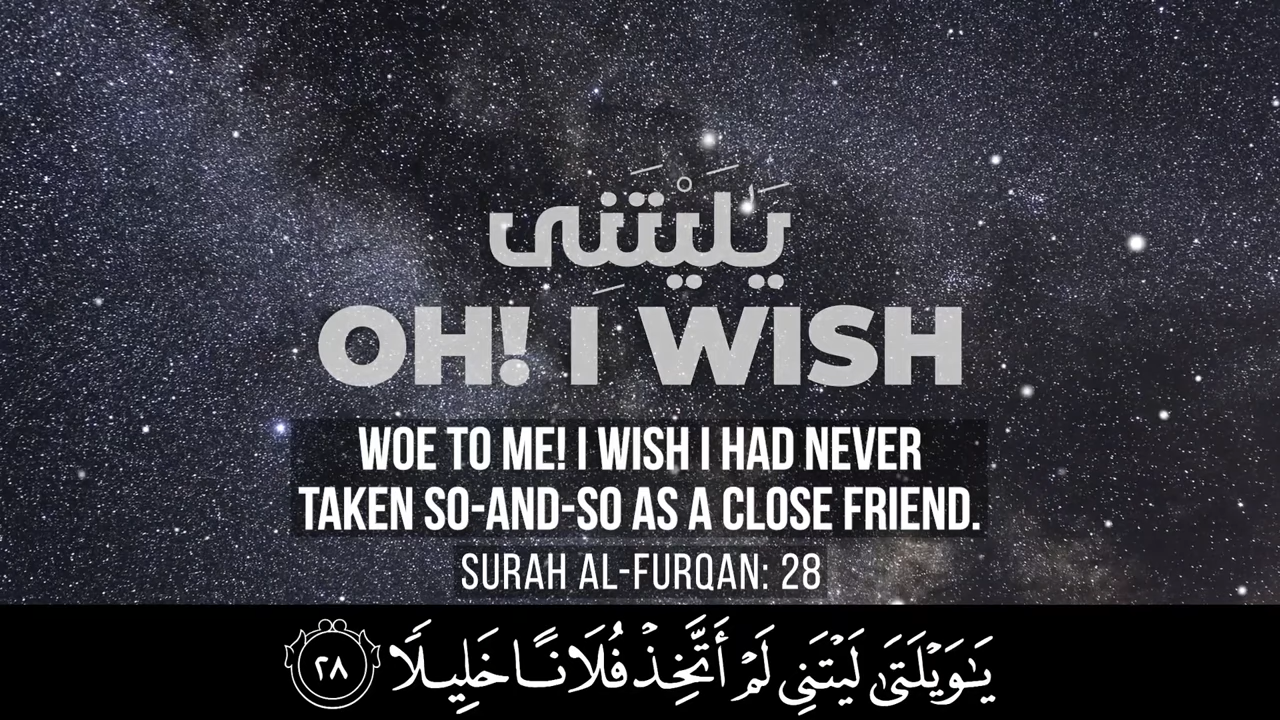 يَـٰلَيْتَنِى
OH! I WISH
WOE TO ME! I WISH I HAD NEVER
TAKEN SO-AND-SO AS A CLOSE FRIEND.
SURAH AL-FURQAN: 28
يَـٰوَيْلَتَىٰ لَيْتَنِى لَمْ أَتَّخِذْ فُلَانًا خَلِيلًا ٢٨